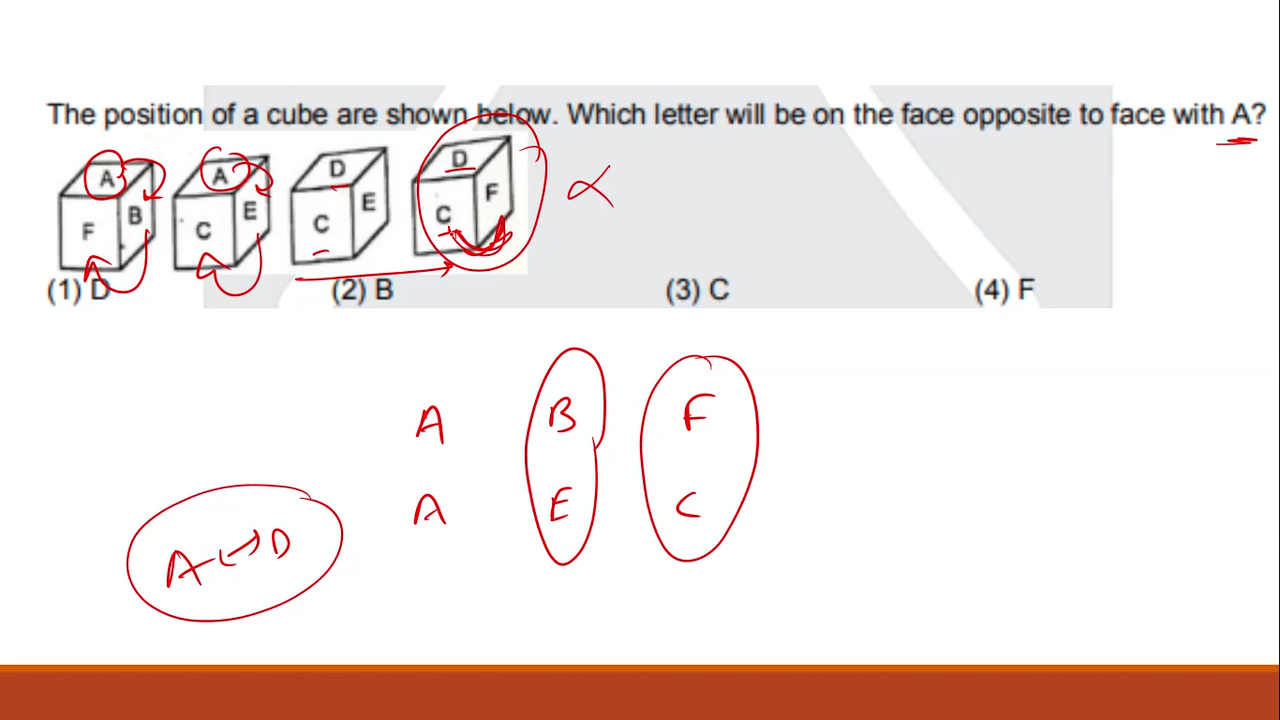 The position of a cube are shown below. Which letter will be on the face opposite to face with A?
A A D D
F B C E C E C F α
(1) D (2) B (3) C (4) F
A B F
A E C
A ↔ D